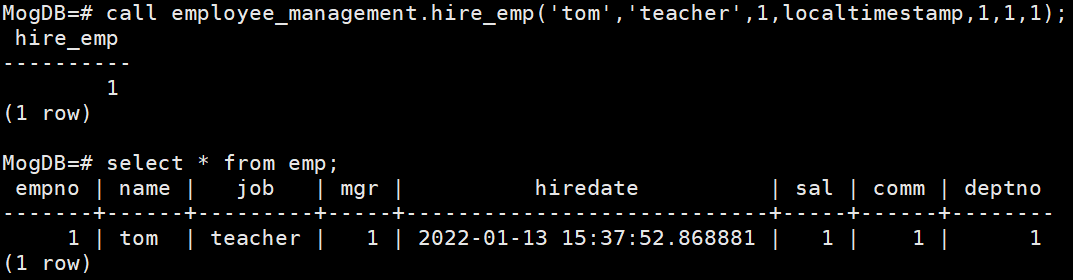 MogDB=# call employee_management.hire_emp('tom','teacher',1,localtimestamp,1,1,1);
 hire_emp
----------
        1
(1 row)

MogDB=# select * from emp;
 empno | name |   job   | mgr |          hiredate          | sal | comm | deptno
-------+------+---------+-----+----------------------------+-----+------+--------
     1 | tom  | teacher |   1 | 2022-01-13 15:37:52.868881 |   1 |    1 |      1
(1 row)